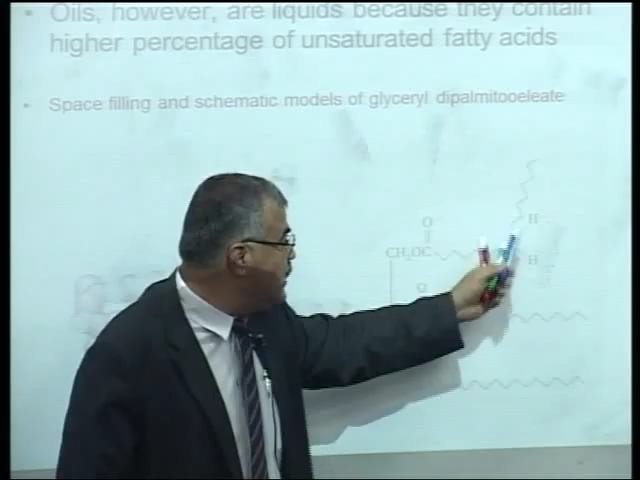 • Oils, however, are liquids because they contain
higher percentage of unsaturated fatty acids
• Space filling and schematic models of glyceryl dipalmitooeleate
O
H
CH₂OC
H
O